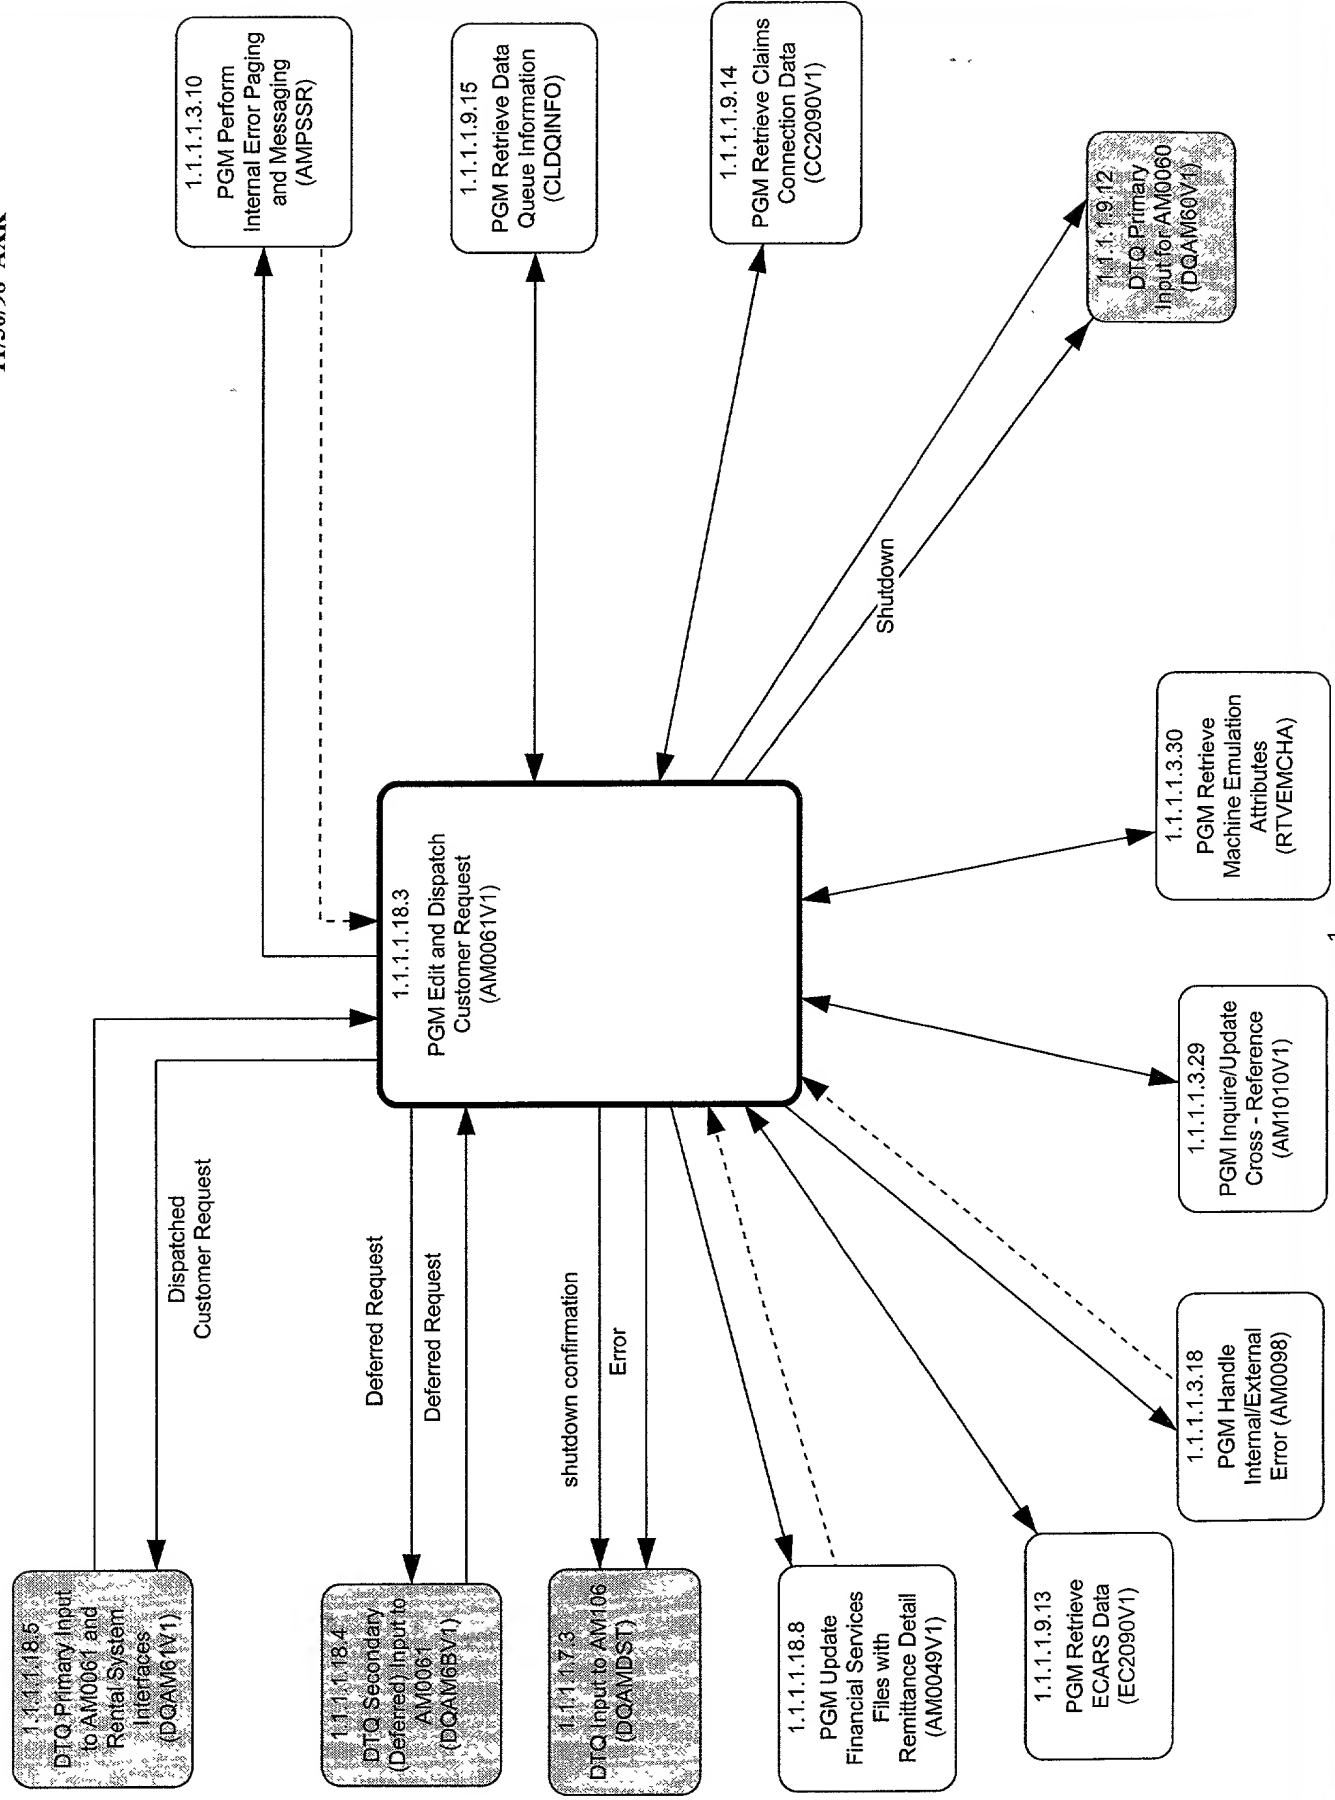 1.1.1.1.18.5
DTQ Primary Input
to AM0061 and
Rental System
Interfaces
(DQAM61V1)
1.1.1.1.18.4
DTQ Secondary
(Deferred) Input to
AM0061
(DQAM6BV1)
1.1.1.1.7.3
DTQ Input to AM106
(DQAMDST)
1.1.1.1.18.8
PGM Update
Financial Services
Files with
Remittance Detail
(AM0049V1)
1.1.1.1.9.13
PGM Retrieve
ECARS Data
(EC2090V1)
1.1.1.1.3.18
PGM Handle
Internal/External
Error (AM0098)
1.1.1.1.3.29
PGM Inquire/Update
Cross - Reference
(AM1010V1)
1.1.1.1.3.30
PGM Retrieve
Machine Emulation
Attributes
(RTVEMCHA)
1.1.1.1.18.3
PGM Edit and Dispatch
Customer Request
(AM0061V1)
Dispatched
Customer Request
Deferred Request
Deferred Request
shutdown confirmation
Error
Shutdown
1.1.1.1.3.10
PGM Perform
Internal Error Paging
and Messaging
(AMPSSR)
1.1.1.1.9.15
PGM Retrieve Data
Queue Information
(CLDQINFO)
1.1.1.1.9.14
PGM Retrieve Claims
Connection Data
(CC2090V1)
1.1.1.1.9.12
DTQ Primary
Input for AM0060
(DQAM60V1)
1